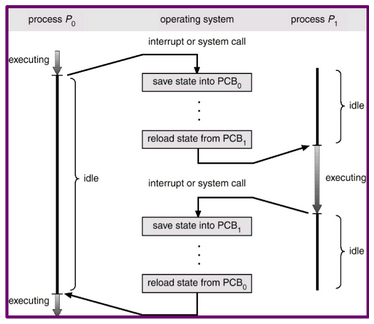 process P0 operating system process P1
interrupt or system call
executing
save state into PCB0
idle
reload state from PCB1
interrupt or system call
idle
executing
save state into PCB1
idle
reload state from PCB0
executing